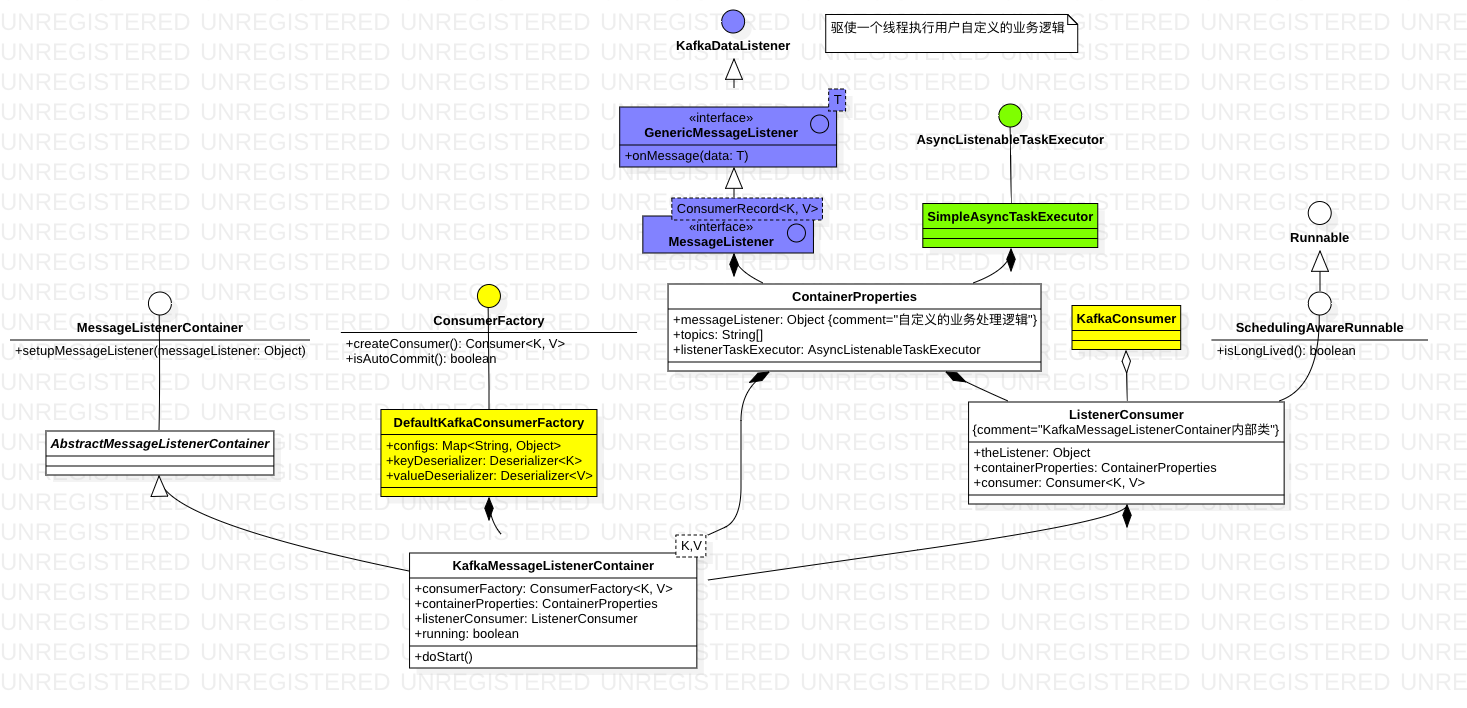 KafkaDataListener
驱使一个线程执行用户自定义的业务逻辑
T
«interface»
GenericMessageListener
+onMessage(data: T)
AsyncListenableTaskExecutor
ConsumerRecord<K, V>
«interface»
MessageListener
SimpleAsyncTaskExecutor
Runnable
MessageListenerContainer
+setupMessageListener(messageListener: Object)
ConsumerFactory
+createConsumer(): Consumer<K, V>
+isAutoCommit(): boolean
ContainerProperties
+messageListener: Object {comment="自定义的业务处理逻辑"}
+topics: String[]
+listenerTaskExecutor: AsyncListenableTaskExecutor
KafkaConsumer
SchedulingAwareRunnable
+isLongLived(): boolean
AbstractMessageListenerContainer
DefaultKafkaConsumerFactory
+configs: Map<String, Object>
+keyDeserializer: Deserializer<K>
+valueDeserializer: Deserializer<V>
ListenerConsumer
{comment="KafkaMessageListenerContainer内部类"}
+theListener: Object
+containerProperties: ContainerProperties
+consumer: Consumer<K, V>
K,V
KafkaMessageListenerContainer
+consumerFactory: ConsumerFactory<K, V>
+containerProperties: ContainerProperties
+listenerConsumer: ListenerConsumer
+running: boolean
+doStart()
UNREGISTERED